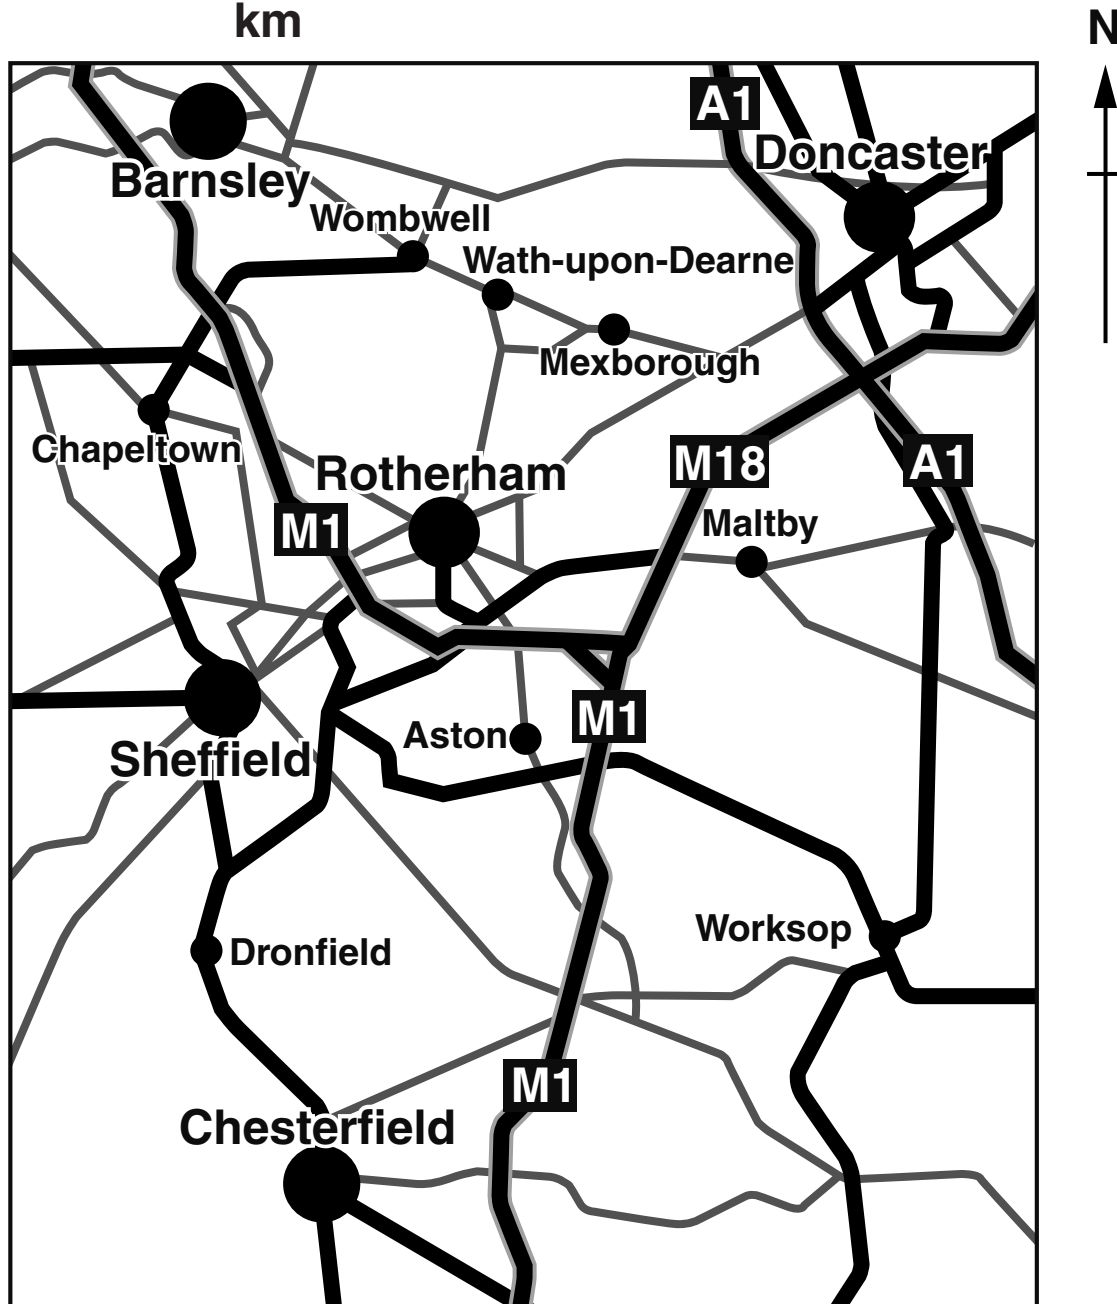 km
N
A1
Doncaster
Barnsley
Wombwell
Wath-upon-Dearne
Mexborough
Chapeltown
Rotherham
M18
A1
M1
Maltby
M1
Aston
Sheffield
Worksop
Dronfield
M1
Chesterfield